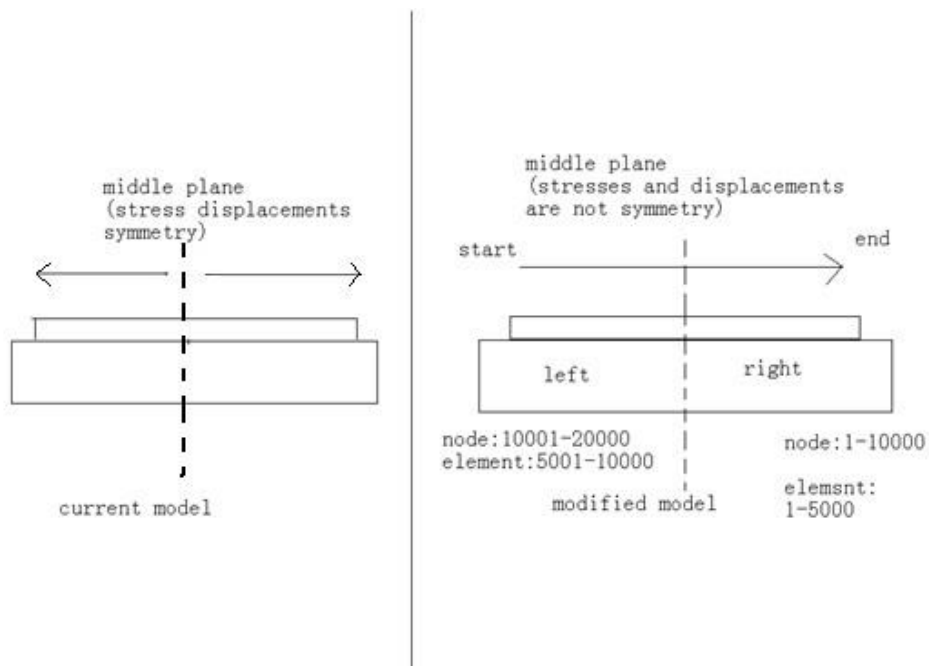 middle plane
(stress displacements
symmetry)
current model
middle plane
(stresses and displacements
are not symmetry)
start
end
left
right
node:10001-20000
element:5001-10000
node:1-10000
elemsnt:
1-5000
modified model